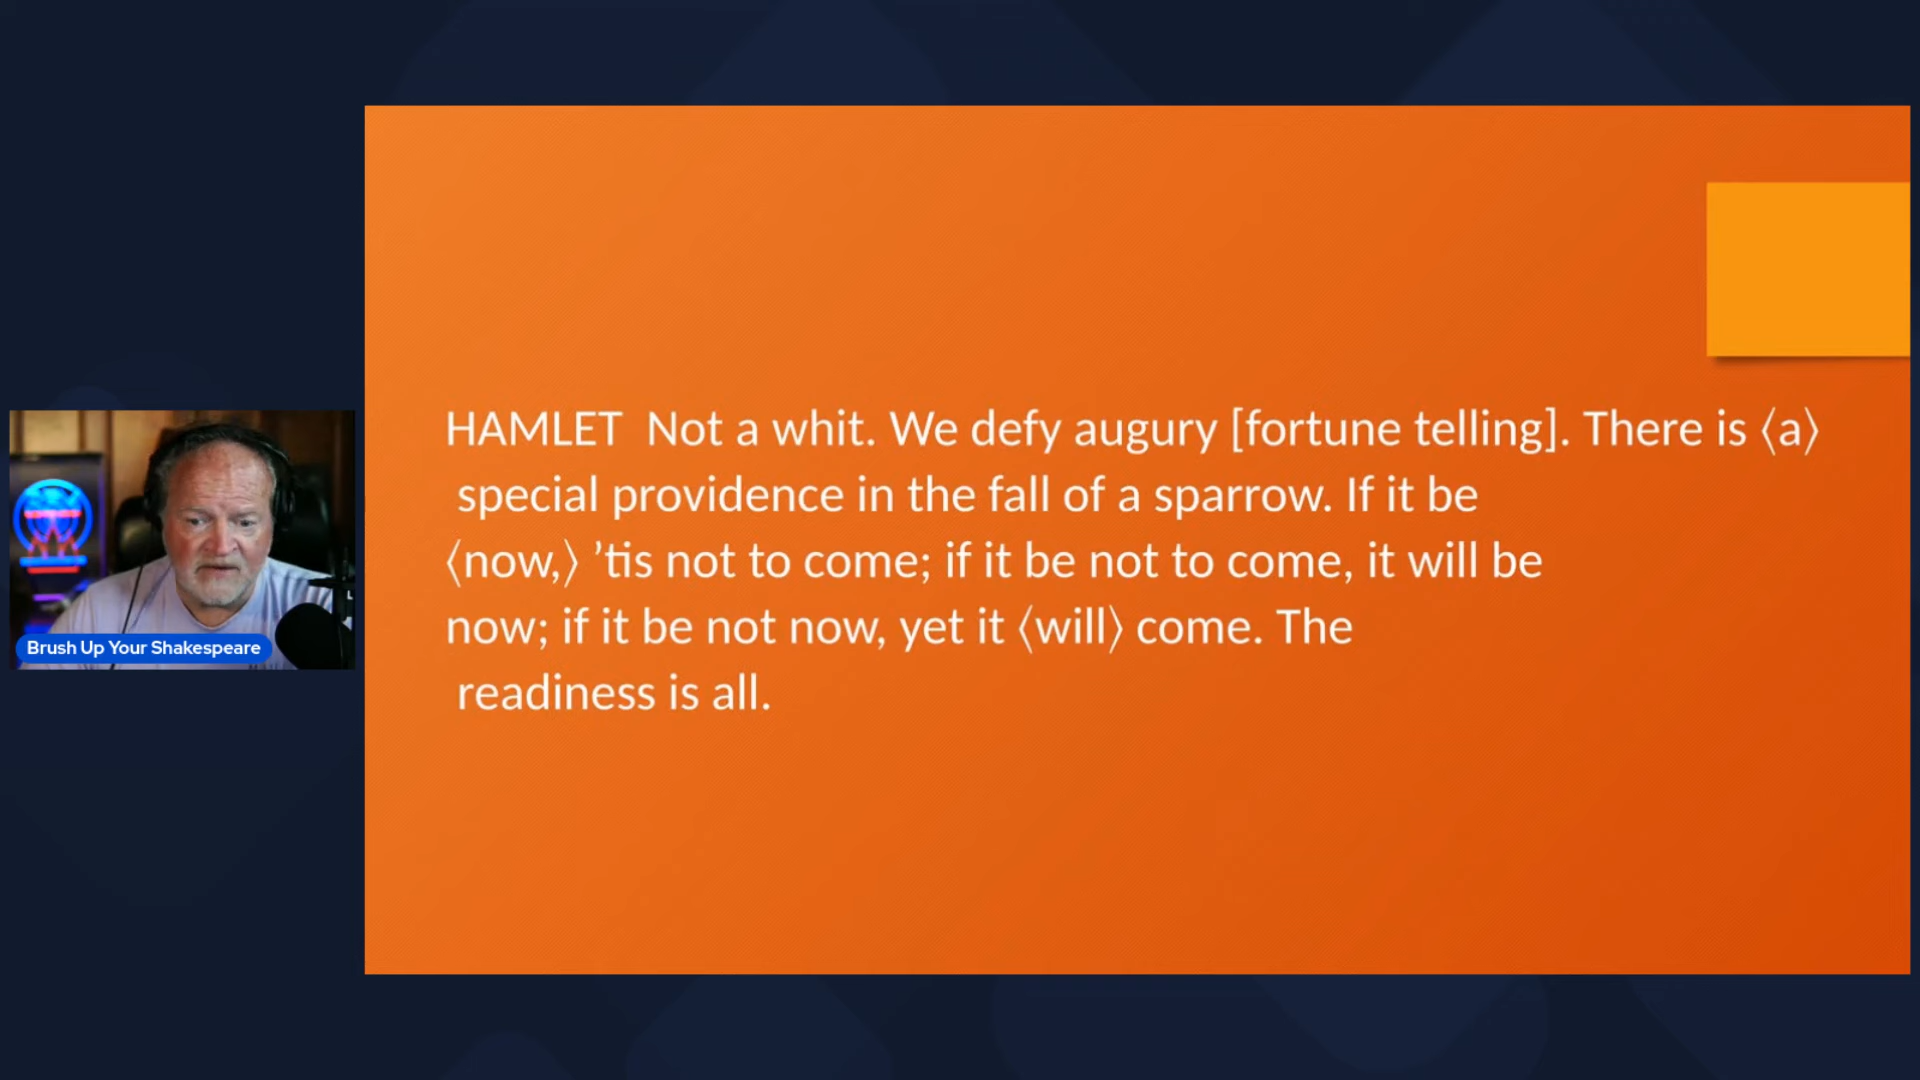 HAMLET  Not a whit. We defy augury [fortune telling]. There is ⟨a⟩
special providence in the fall of a sparrow. If it be
⟨now,⟩ ’tis not to come; if it be not to come, it will be
now; if it be not now, yet it ⟨will⟩ come. The
readiness is all.
Brush Up Your Shakespeare